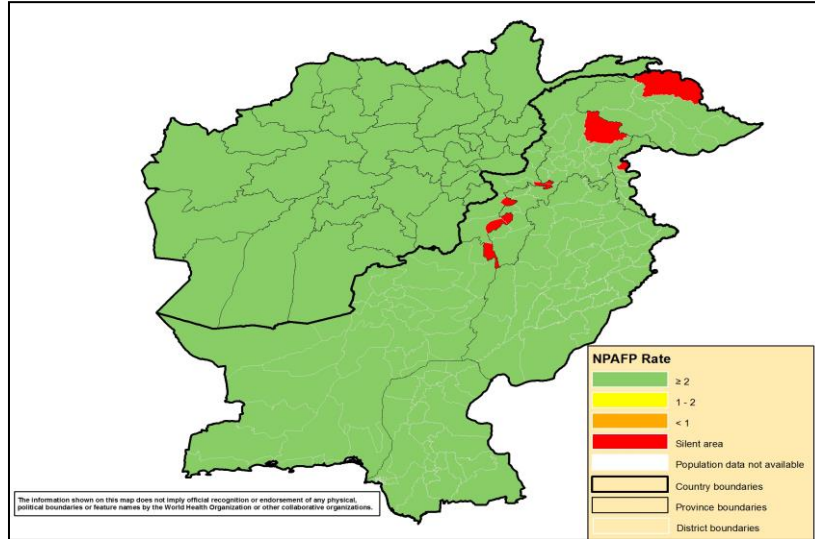 NPAFP Rate
≥ 2
1 - 2
< 1
Silent area
Population data not available
Country boundaries
Province boundaries
District boundaries
The information shown on this map does not imply official recognition or endorsement of any physical,
political boundaries or feature names by the World Health Organization or other collaborative organizations.